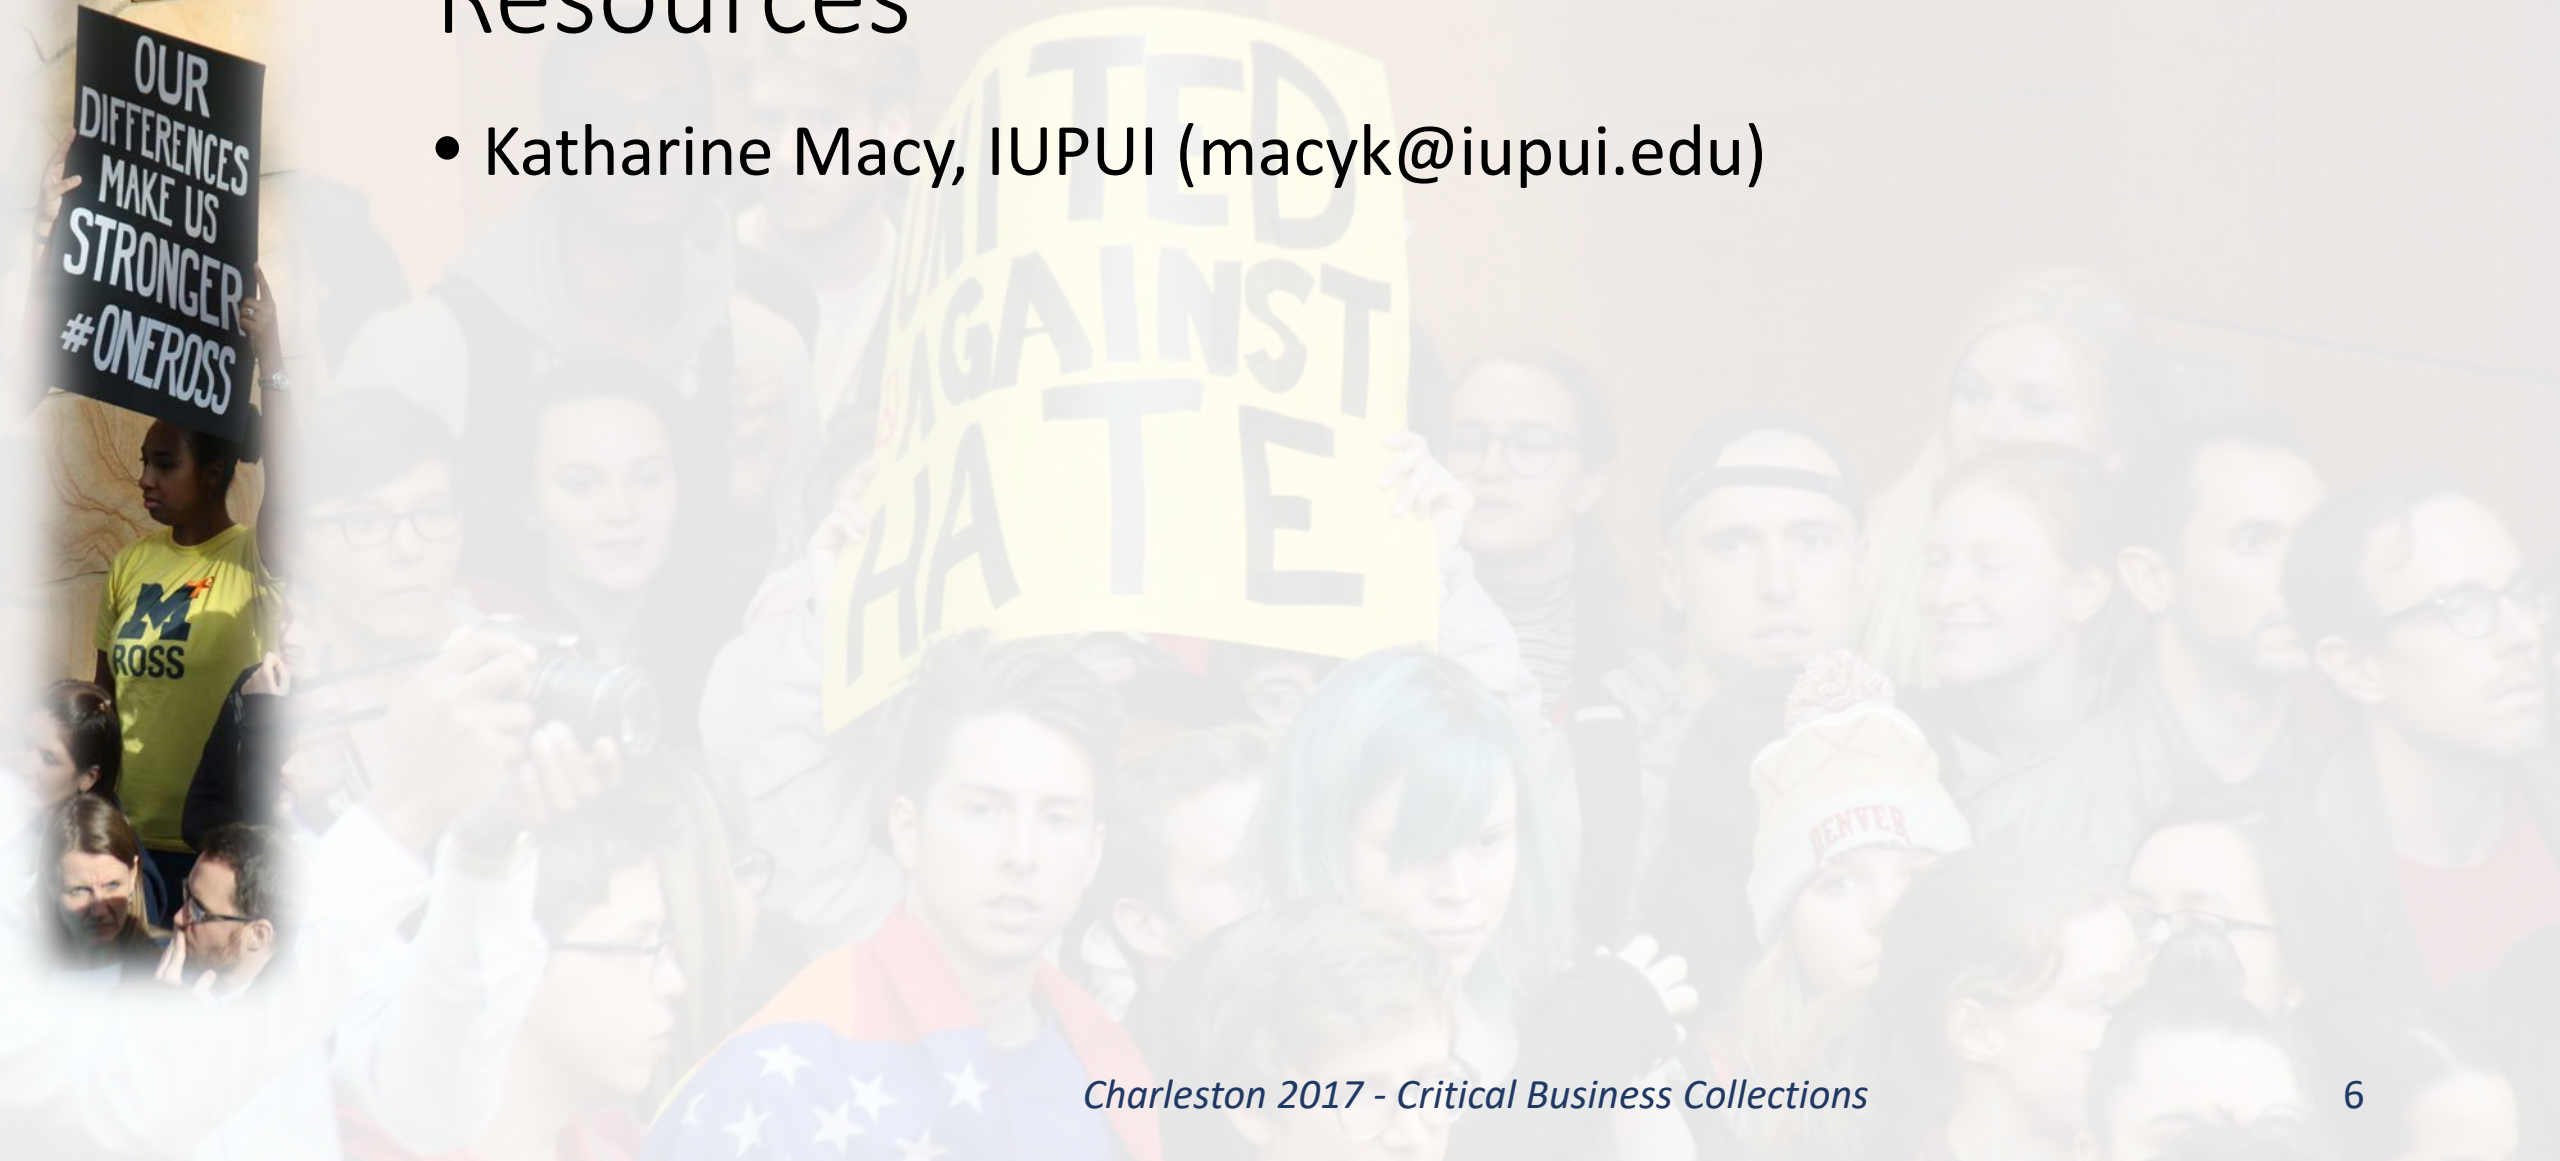 Resources
• Katharine Macy, IUPUI (macyk@iupui.edu)
OUR
DIFFERENCES
MAKE US
STRONGER
#ONEROSS
M
ROSS
UNITED
AGAINST
HATE
DENVER
Charleston 2017 - Critical Business Collections
6